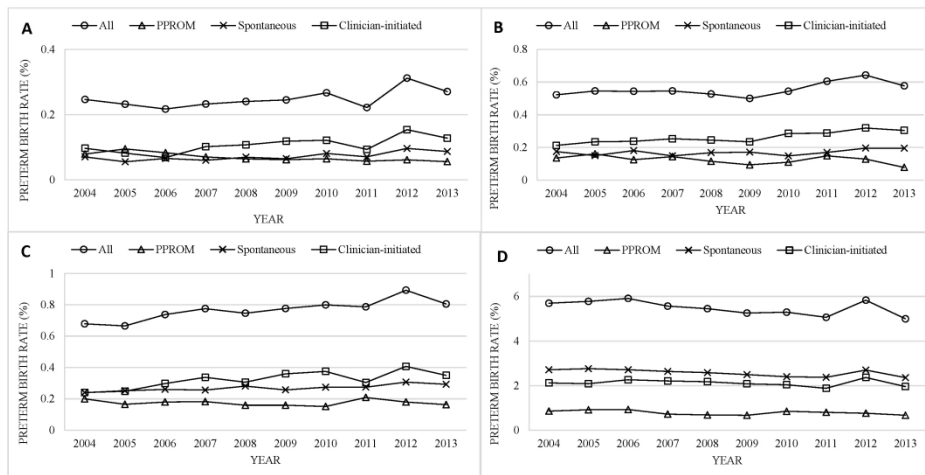 A
All PPROM Spontaneous Clinician-initiated
PRETERM BIRTH RATE (%)
0.4
0.2
0
2004 2005 2006 2007 2008 2009 2010 2011 2012 2013
YEAR
B
All PPROM Spontaneous Clinician-initiated
PRETERM BIRTH RATE (%)
0.8
0.6
0.4
0.2
0
2004 2005 2006 2007 2008 2009 2010 2011 2012 2013
YEAR
C
All PPROM Spontaneous Clinician-initiated
PRETERM BIRTH RATE (%)
1
0.8
0.6
0.4
0.2
0
2004 2005 2006 2007 2008 2009 2010 2011 2012 2013
YEAR
D
All PPROM Spontaneous Clinician-initiated
PRETERM BIRTH RATE (%)
6
4
2
0
2004 2005 2006 2007 2008 2009 2010 2011 2012 2013
YEAR